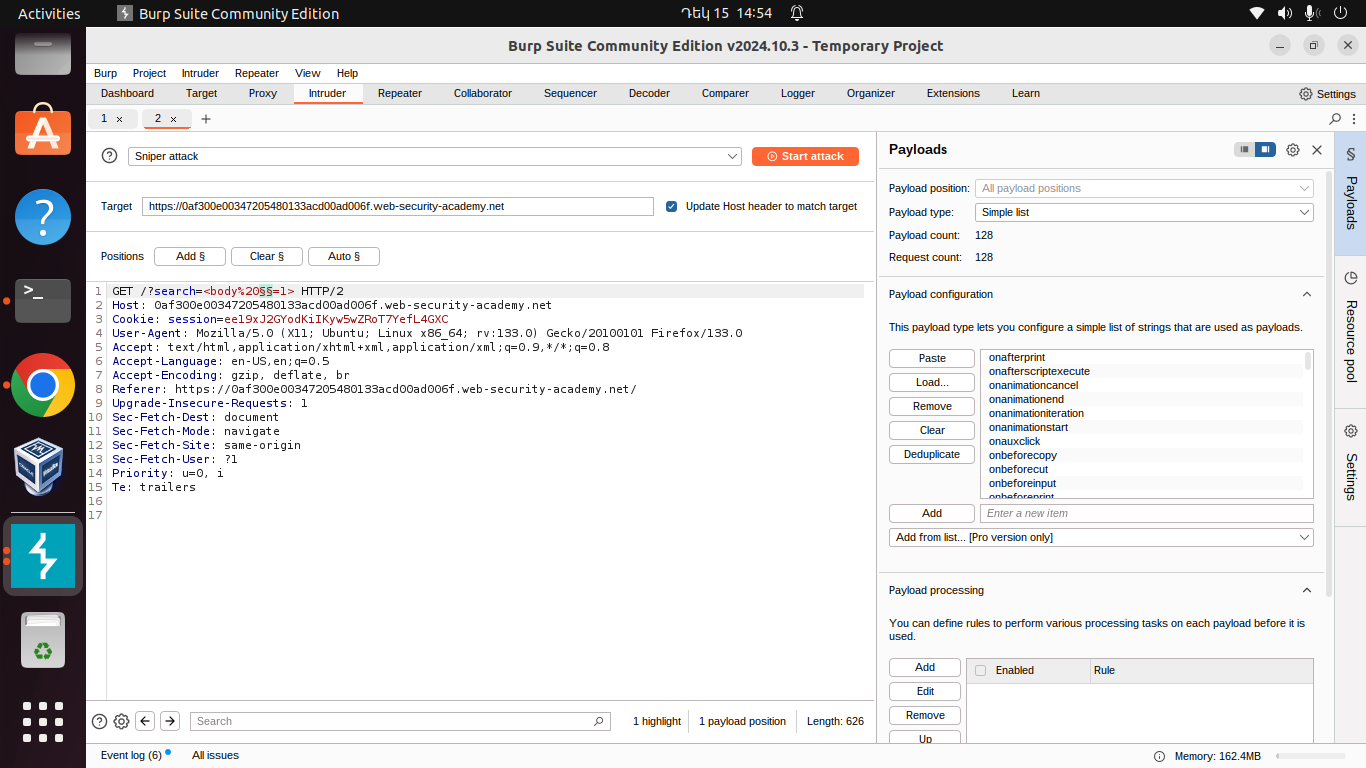 Activities
Burp Suite Community Edition
Դեկ 15 14:54
Burp Suite Community Edition v2024.10.3 - Temporary Project
Burp Project Intruder Repeater View Help
Dashboard Target Proxy Intruder Repeater Collaborator Sequencer Decoder Comparer Logger Organizer Extensions Learn Settings
1 × 2 × +
Sniper attack
Start attack
Target https://0af300e00347205480133acd00ad006f.web-security-academy.net
Update Host header to match target
Positions Add § Clear § Auto §
1 GET /?search=<body%20§§=1> HTTP/2
2 Host: 0af300e00347205480133acd00ad006f.web-security-academy.net
3 Cookie: session=ee19xJ2GYodKiIKyw5wZRoT7YefL4GXC
4 User-Agent: Mozilla/5.0 (X11; Ubuntu; Linux x86_64; rv:133.0) Gecko/20100101 Firefox/133.0
5 Accept: text/html,application/xhtml+xml,application/xml;q=0.9,*/*;q=0.8
6 Accept-Language: en-US,en;q=0.5
7 Accept-Encoding: gzip, deflate, br
8 Referer: https://0af300e00347205480133acd00ad006f.web-security-academy.net/
9 Upgrade-Insecure-Requests: 1
10 Sec-Fetch-Dest: document
11 Sec-Fetch-Mode: navigate
12 Sec-Fetch-Site: same-origin
13 Sec-Fetch-User: ?1
14 Priority: u=0, i
15 Te: trailers
16
17
Search
1 highlight
1 payload position
Length: 626
Payloads
Payload position: All payload positions
Payload type: Simple list
Payload count: 128
Request count: 128
Payload configuration
This payload type lets you configure a simple list of strings that are used as payloads.
Paste
Load...
Remove
Clear
Deduplicate
onafterprint
onafterscriptexecute
onanimationcancel
onanimationend
onanimationiteration
onanimationstart
onauxclick
onbeforecopy
onbeforecut
onbeforeinput
onbeforeprint
Add Enter a new item
Add from list... [Pro version only]
Payload processing
You can define rules to perform various processing tasks on each payload before it is
used.
Add
Edit
Remove
Up
Enabled Rule
§ Payloads
Resource pool
Settings
Event log (6) All issues
Memory: 162.4MB